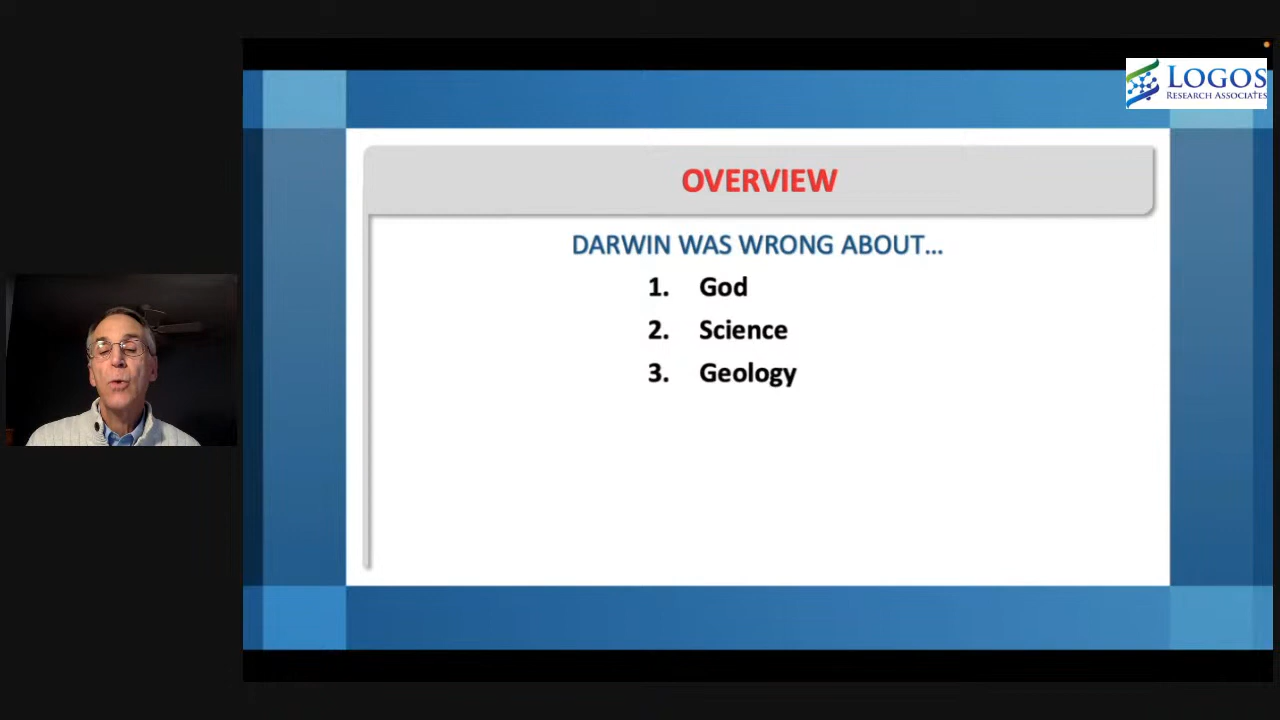 LOGOS
RESEARCH ASSOCIATES
OVERVIEW
DARWIN WAS WRONG ABOUT...
1. God
2. Science
3. Geology